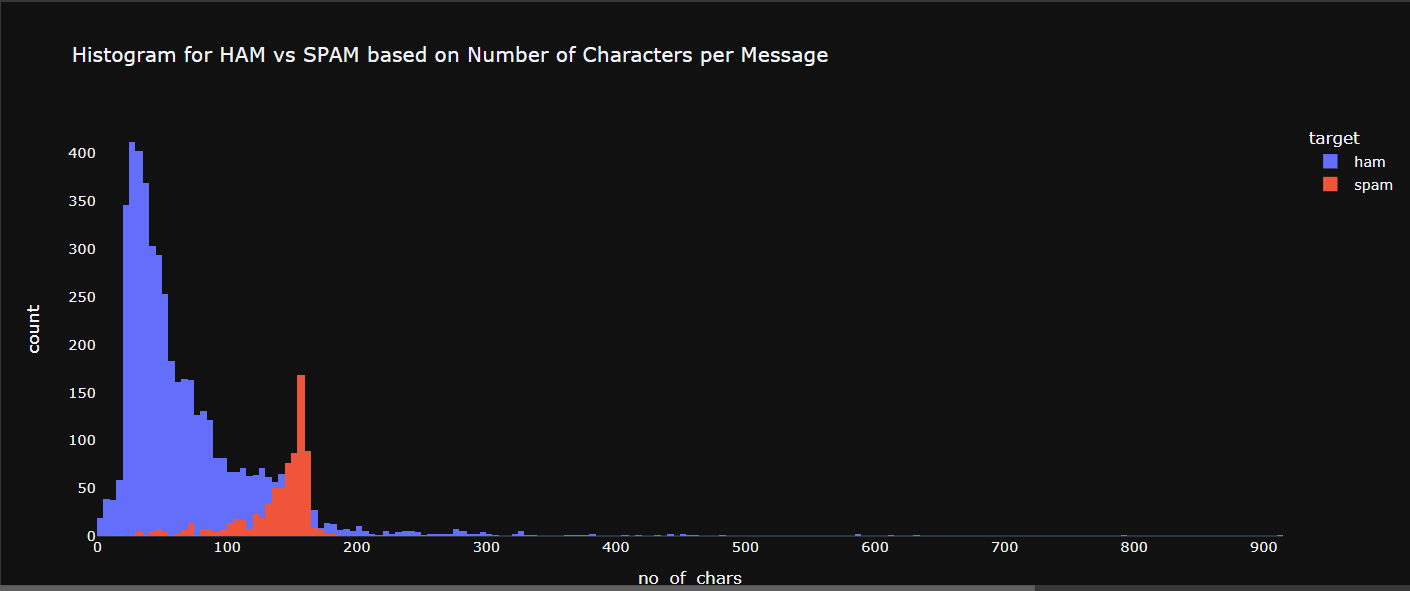 Histogram for HAM vs SPAM based on Number of Characters per Message
target
ham
spam
400
350
300
250
200
150
100
50
0
count
0 100 200 300 400 500 600 700 800 900
no_of_chars